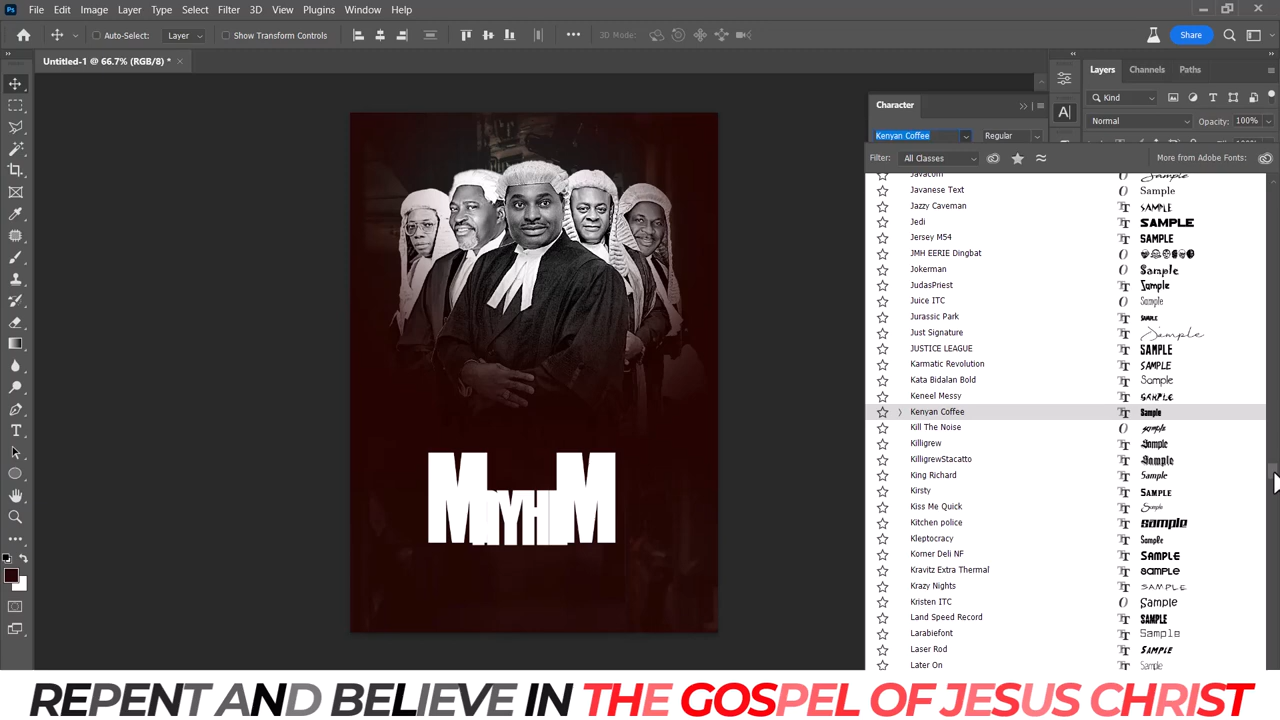 Ps File Edit Image Layer Type Select Filter 3D View Plugins Window Help
Auto-Select: Layer Show Transform Controls 3D Mode: Share
Untitled-1 @ 66.7% (RGB/8) *
Layers Channels Paths
Kind
Normal Opacity: 100%
Character
Kenyan Coffee Regular
Filter: All Classes More from Adobe Fonts:
Javacom Sample
Javanese Text Sample
Jazzy Caveman SAMPLE
Jedi SAMPLE
Jersey M54 SAMPLE
JMH EERIE Dingbat
Jokerman Sample
JudasPriest Sample
Juice ITC Sample
Jurassic Park SAMPLE
Just Signature Sample
JUSTICE LEAGUE SAMPLE
Karmatic Revolution SAMPLE
Kata Bidalan Bold Sample
Keneel Messy SAMPLE
Kenyan Coffee Sample
Kill The Noise Sample
Killigrew Sample
KilligrewStacatto Sample
King Richard Sample
Kirsty SAMPLE
Kiss Me Quick Sample
Kitchen police sample
Kleptocracy Sample
Korner Deli NF SAMPLE
Kravitz Extra Thermal sample
Krazy Nights SAMPLE
Kristen ITC Sample
Land Speed Record SAMPLE
Larabiefont Sample
Laser Rod SAMPLE
Later On Sample
REPENT AND BELIEVE IN THE GOSPEL OF JESUS CHRIST